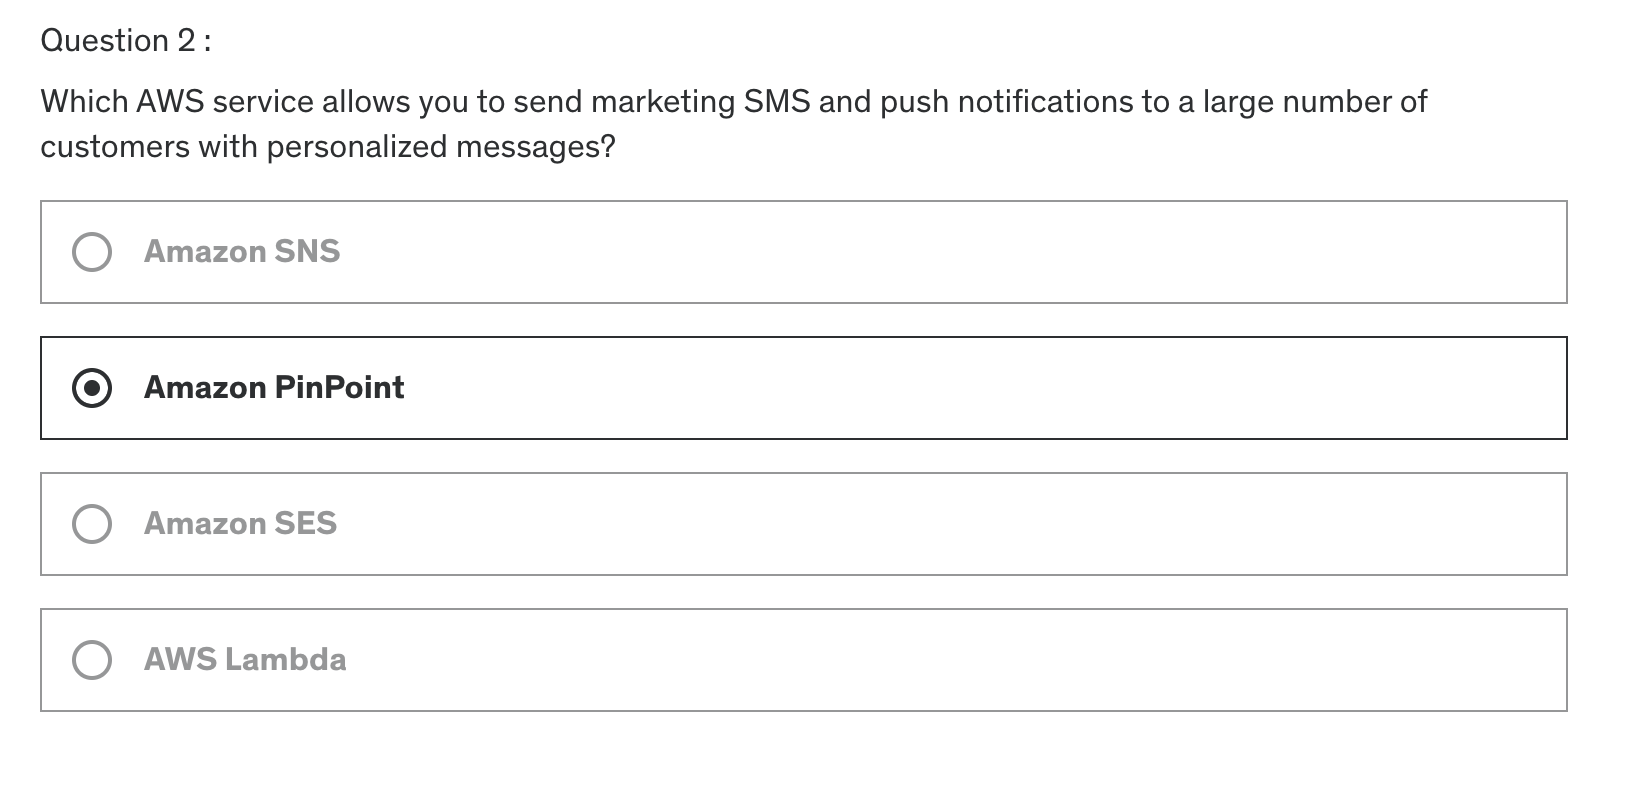 Question 2 :
Which AWS service allows you to send marketing SMS and push notifications to a large number of
customers with personalized messages?
Amazon SNS
Amazon PinPoint
Amazon SES
AWS Lambda